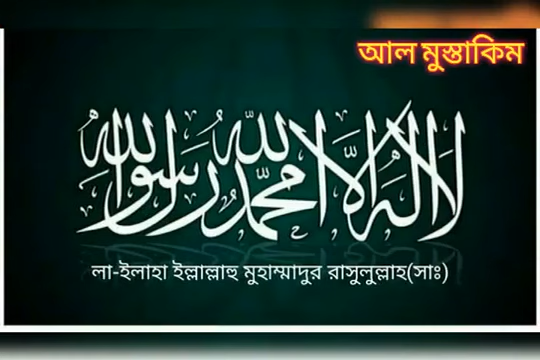 আল মুস্তাকিম
لا اله الا الله محمد رسول الله
লা-ইলাহা ইল্লাল্লাহু মুহাম্মাদুর রাসুলুল্লাহ(সাঃ)